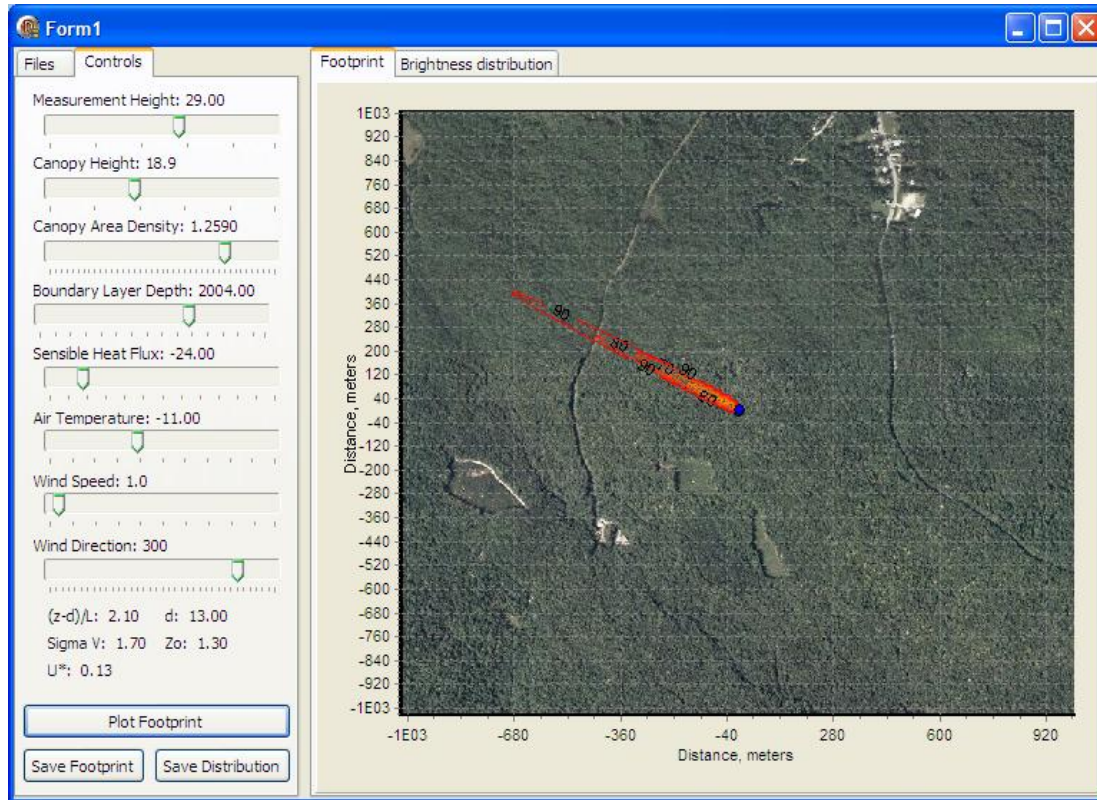 Form1
Files Controls
Measurement Height: 29.00
Canopy Height: 18.9
Canopy Area Density: 1.2590
Boundary Layer Depth: 2004.00
Sensible Heat Flux: -24.00
Air Temperature: -11.00
Wind Speed: 1.0
Wind Direction: 300
(z-d)/L: 2.10 d: 13.00
Sigma V: 1.70 Zo: 1.30
U*: 0.13
Plot Footprint
Save Footprint Save Distribution
Footprint Brightness distribution
Distance, meters
1E03
920
840
760
680
600
520
440
360
280
200
120
40
-40
-120
-200
-280
-360
-440
-520
-600
-680
-760
-840
-920
-1E03
90
80
90
70
90
-1E03 -680 -360 -40 280 600 920
Distance, meters